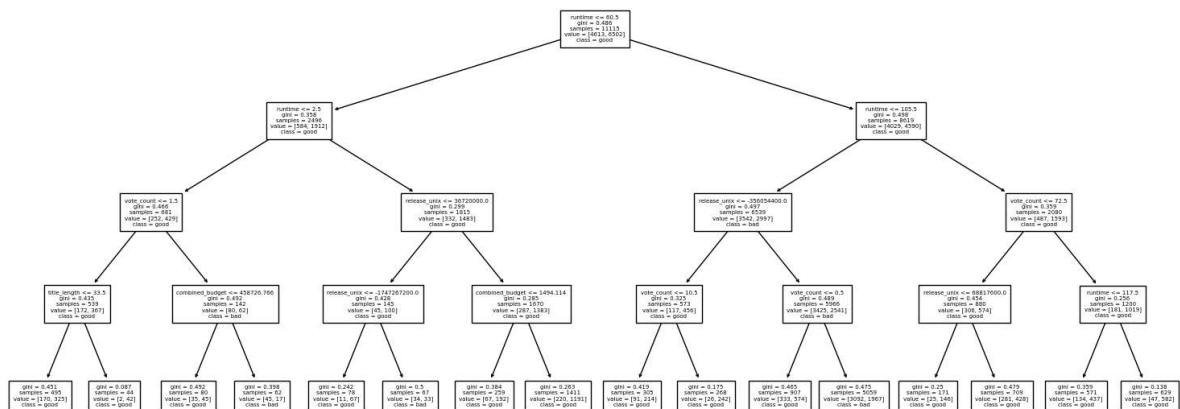 runtime <= 60.5
gini = 0.486
samples = 11115
value = [4613, 6502]
class = good
runtime <= 2.5
gini = 0.358
samples = 2496
value = [584, 1912]
class = good
runtime <= 105.5
gini = 0.498
samples = 8619
value = [4029, 4590]
class = good
vote_count <= 1.5
gini = 0.466
samples = 681
value = [252, 429]
class = good
release_unix <= 36720000.0
gini = 0.299
samples = 1815
value = [332, 1483]
class = good
release_unix <= -356054400.0
gini = 0.497
samples = 6539
value = [3542, 2997]
class = bad
vote_count <= 72.5
gini = 0.359
samples = 2080
value = [487, 1593]
class = good
title_length <= 33.5
gini = 0.435
samples = 539
value = [172, 367]
class = good
combined_budget <= 458726.766
gini = 0.492
samples = 142
value = [80, 62]
class = bad
release_unix <= -1747267200.0
gini = 0.428
samples = 145
value = [45, 100]
class = good
combined_budget <= 1494.114
gini = 0.285
samples = 1670
value = [287, 1383]
class = good
vote_count <= 10.5
gini = 0.325
samples = 573
value = [117, 456]
class = good
vote_count <= 0.5
gini = 0.489
samples = 5966
value = [3425, 2541]
class = bad
release_unix <= 68817600.0
gini = 0.454
samples = 880
value = [306, 574]
class = good
runtime <= 117.5
gini = 0.256
samples = 1200
value = [181, 1019]
class = good
gini = 0.451
samples = 495
value = [170, 325]
class = good
gini = 0.087
samples = 44
value = [2, 42]
class = good
gini = 0.492
samples = 80
value = [35, 45]
class = good
gini = 0.398
samples = 62
value = [45, 17]
class = bad
gini = 0.242
samples = 78
value = [11, 67]
class = good
gini = 0.5
samples = 67
value = [34, 33]
class = bad
gini = 0.384
samples = 259
value = [67, 192]
class = good
gini = 0.263
samples = 1411
value = [220, 1191]
class = good
gini = 0.419
samples = 305
value = [91, 214]
class = good
gini = 0.175
samples = 268
value = [26, 242]
class = good
gini = 0.465
samples = 907
value = [333, 574]
class = good
gini = 0.475
samples = 5059
value = [3092, 1967]
class = bad
gini = 0.25
samples = 171
value = [25, 146]
class = good
gini = 0.479
samples = 709
value = [281, 428]
class = good
gini = 0.359
samples = 571
value = [134, 437]
class = good
gini = 0.138
samples = 629
value = [47, 582]
class = good